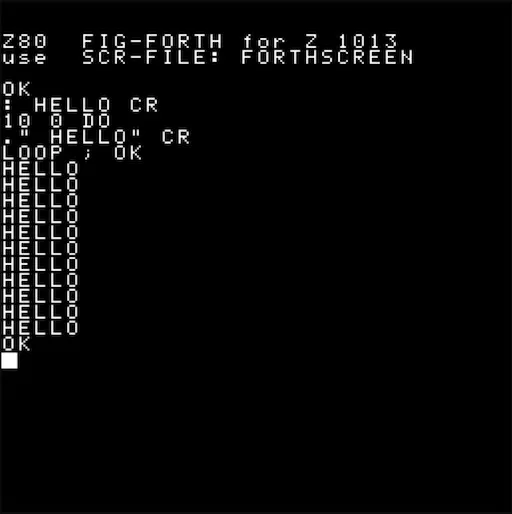 Z80 FIG-FORTH for Z 1013
use SCR-FILE: FORTHSCREEN
OK
: HELLO CR
10 0 DO
." HELLO" CR
LOOP ; OK
HELLO
HELLO
HELLO
HELLO
HELLO
HELLO
HELLO
HELLO
HELLO
HELLO
HELLO
OK